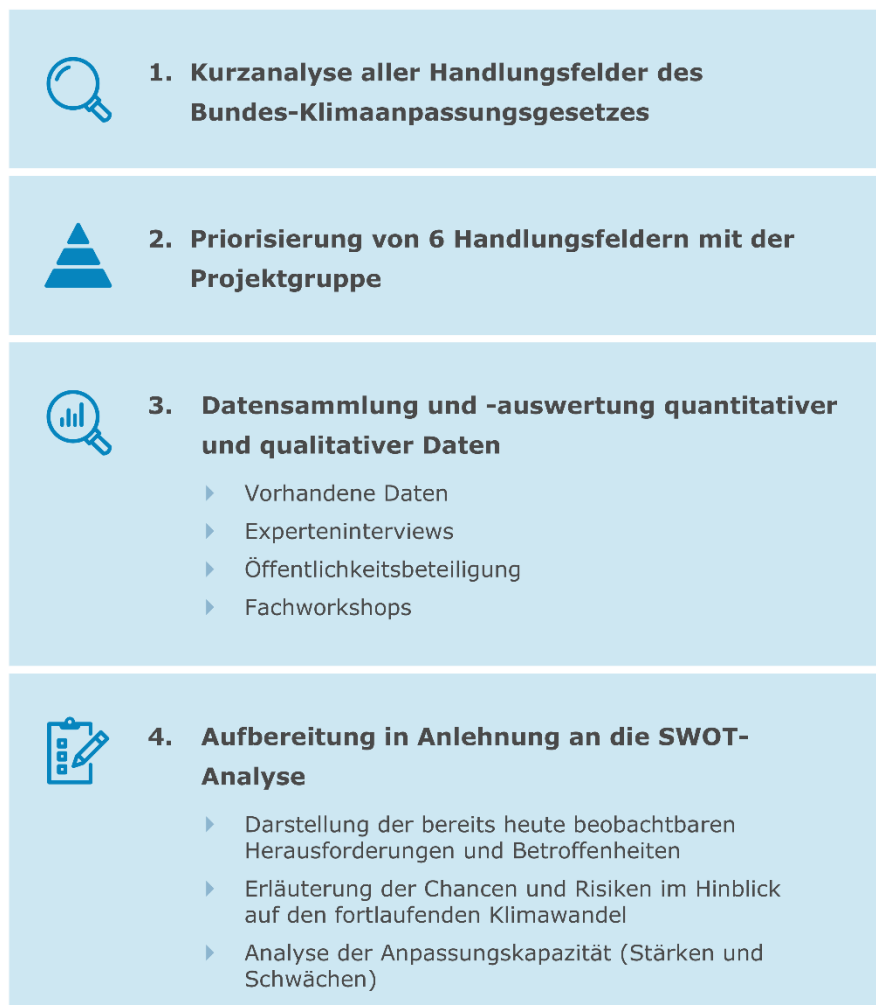 1. Kurzanalyse aller Handlungsfelder des
Bundes-Klimaanpassungsgesetzes
2. Priorisierung von 6 Handlungsfeldern mit der
Projektgruppe
3. Datensammlung und -auswertung quantitativer
und qualitativer Daten
Vorhandene Daten
Experteninterviews
Öffentlichkeitsbeteiligung
Fachworkshops
4. Aufbereitung in Anlehnung an die SWOT-
Analyse
Darstellung der bereits heute beobachtbaren
Herausforderungen und Betroffenheiten
Erläuterung der Chancen und Risiken im Hinblick
auf den fortlaufenden Klimawandel
Analyse der Anpassungskapazität (Stärken und
Schwächen)